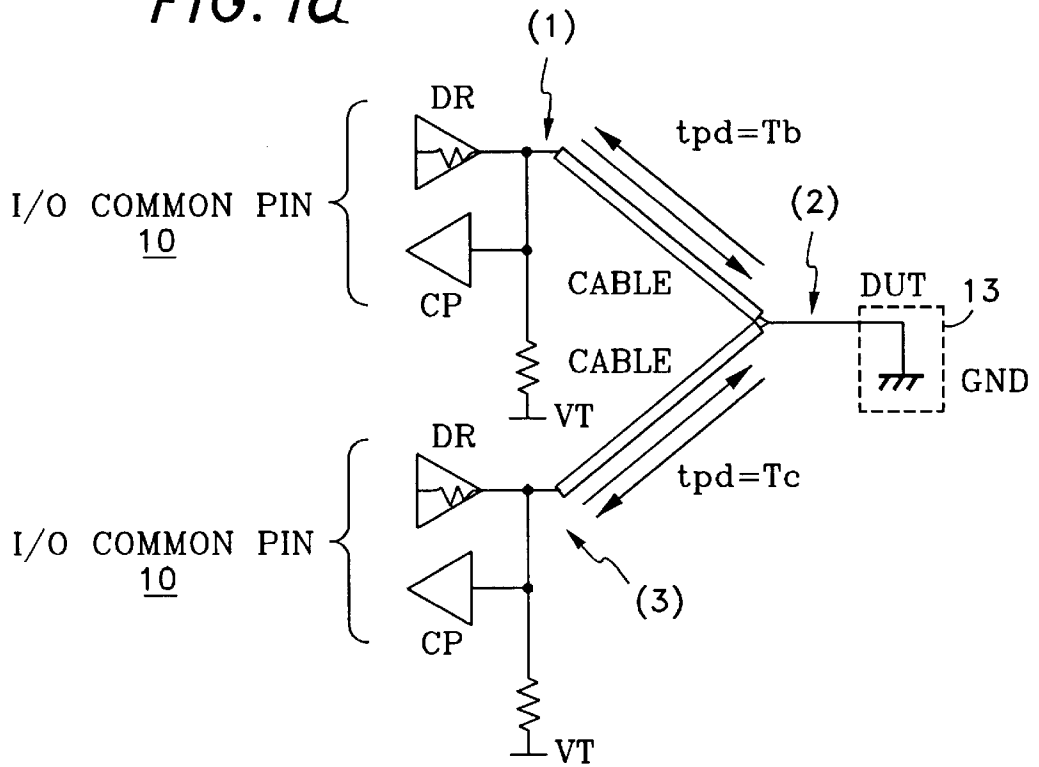 FIG. 1a
(1)
DR
tpd=Tb
I/O COMMON PIN
10
(2)
CP
CABLE
DUT
13
CABLE
GND
VT
DR
tpd=Tc
I/O COMMON PIN
10
(3)
CP
VT